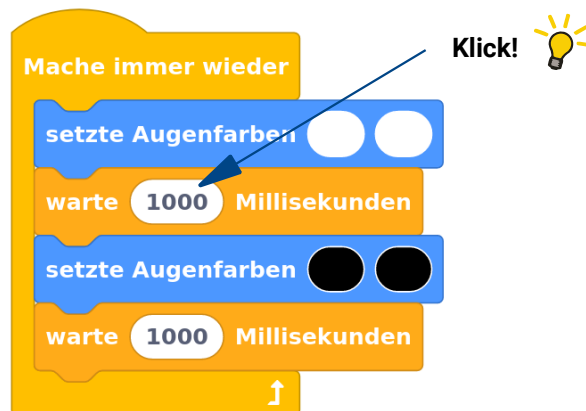 Klick!
Mache immer wieder
setzte Augenfarben
warte 1000 Millisekunden
setzte Augenfarben
warte 1000 Millisekunden